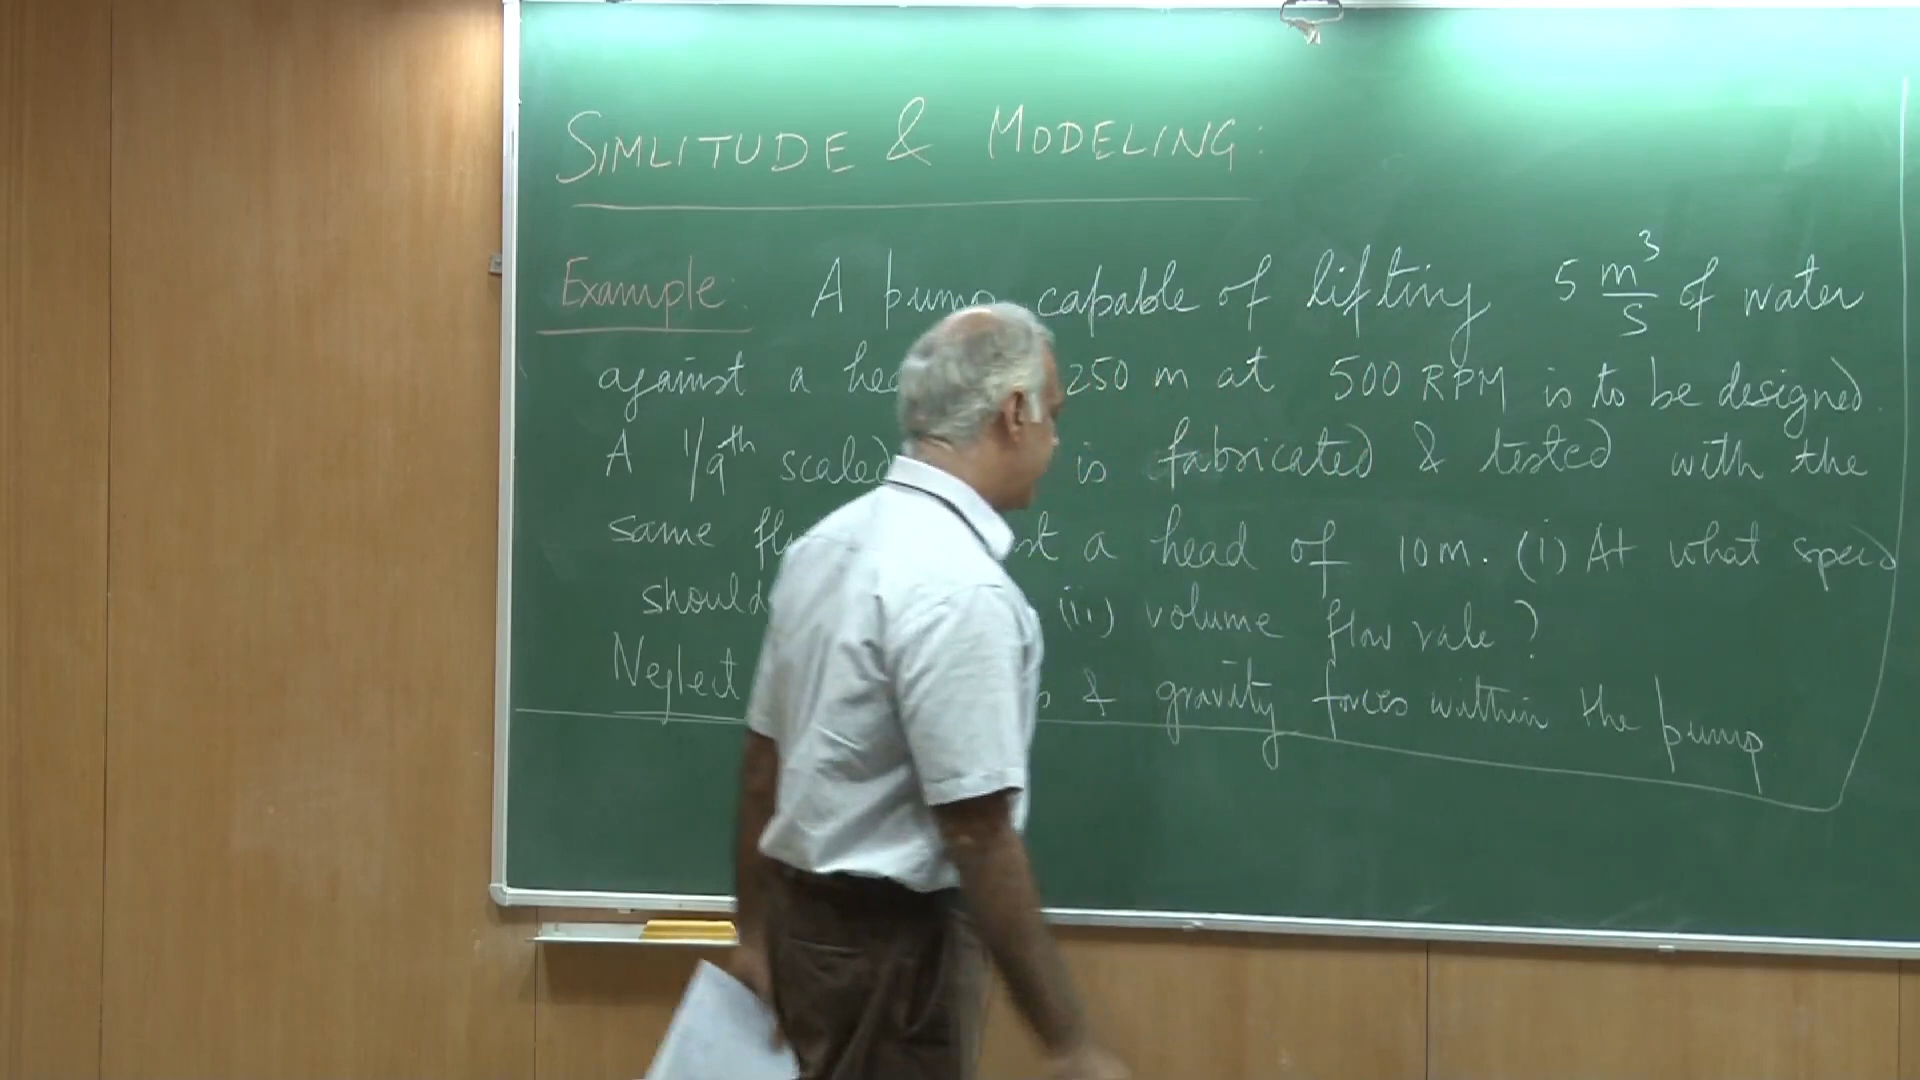 SIMLITUDE & MODELING:
Example: A pump capable of lifting 5 m³/s of water
against a 250 m at 500 RPM is to be designed.
A 1/9th scaled is fabricated & tested with the
same a head of 10m. (i) At what speed
should (ii) volume flow rate?
Neglect & gravity forces within the pump